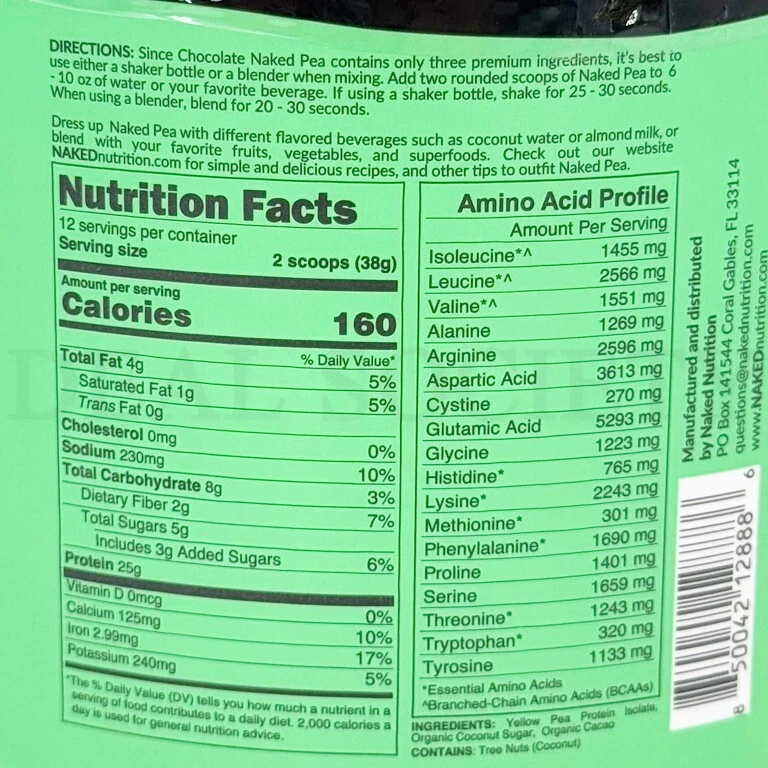 DIRECTIONS: Since Chocolate Naked Pea contains only three premium ingredients, it's best to
use either a shaker bottle or a blender when mixing. Add two rounded scoops of Naked Pea to 6
- 10 oz of water or your favorite beverage. If using a shaker bottle, shake for 25 - 30 seconds.
When using a blender, blend for 20 - 30 seconds.
Dress up Naked Pea with different flavored beverages such as coconut water or almond milk, or
blend with your favorite fruits, vegetables, and superfoods. Check out our website
NAKEDnutrition.com for simple and delicious recipes, and other tips to outfit Naked Pea.
Nutrition Facts
12 servings per container
Serving size 2 scoops (38g)
Amount per serving
Calories 160
% Daily Value*
Total Fat 4g 5%
Saturated Fat 1g 5%
Trans Fat 0g
Cholesterol 0mg 0%
Sodium 230mg 10%
Total Carbohydrate 8g 3%
Dietary Fiber 2g 7%
Total Sugars 5g
Includes 3g Added Sugars 6%
Protein 25g
Vitamin D 0mcg 0%
Calcium 125mg 10%
Iron 2.99mg 17%
Potassium 240mg 5%
*The % Daily Value (DV) tells you how much a nutrient in a
serving of food contributes to a daily diet. 2,000 calories a
day is used for general nutrition advice.
Amino Acid Profile
Amount Per Serving
Isoleucine*^ 1455 mg
Leucine*^ 2566 mg
Valine*^ 1551 mg
Alanine 1269 mg
Arginine 2596 mg
Aspartic Acid 3613 mg
Cystine 270 mg
Glutamic Acid 5293 mg
Glycine 1223 mg
Histidine* 765 mg
Lysine* 2243 mg
Methionine* 301 mg
Phenylalanine* 1690 mg
Proline 1401 mg
Serine 1659 mg
Threonine* 1243 mg
Tryptophan* 320 mg
Tyrosine 1133 mg
*Essential Amino Acids
^Branched-Chain Amino Acids (BCAAs)
INGREDIENTS: Yellow Pea Protein Isolate,
Organic Coconut Sugar, Organic Cacao
CONTAINS: Tree Nuts (Coconut)
Manufactured and distributed
by Naked Nutrition
PO Box 141544 Coral Gables, FL 33114
questions@nakednutrition.com
www.NAKEDnutrition.com
8 50042 12888 6